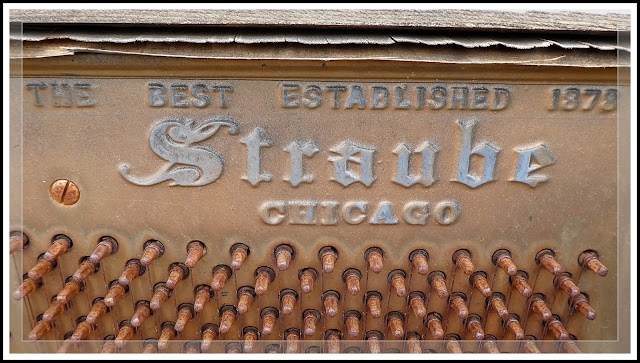 THE BEST ESTABLISHED 1878
Straube
CHICAGO